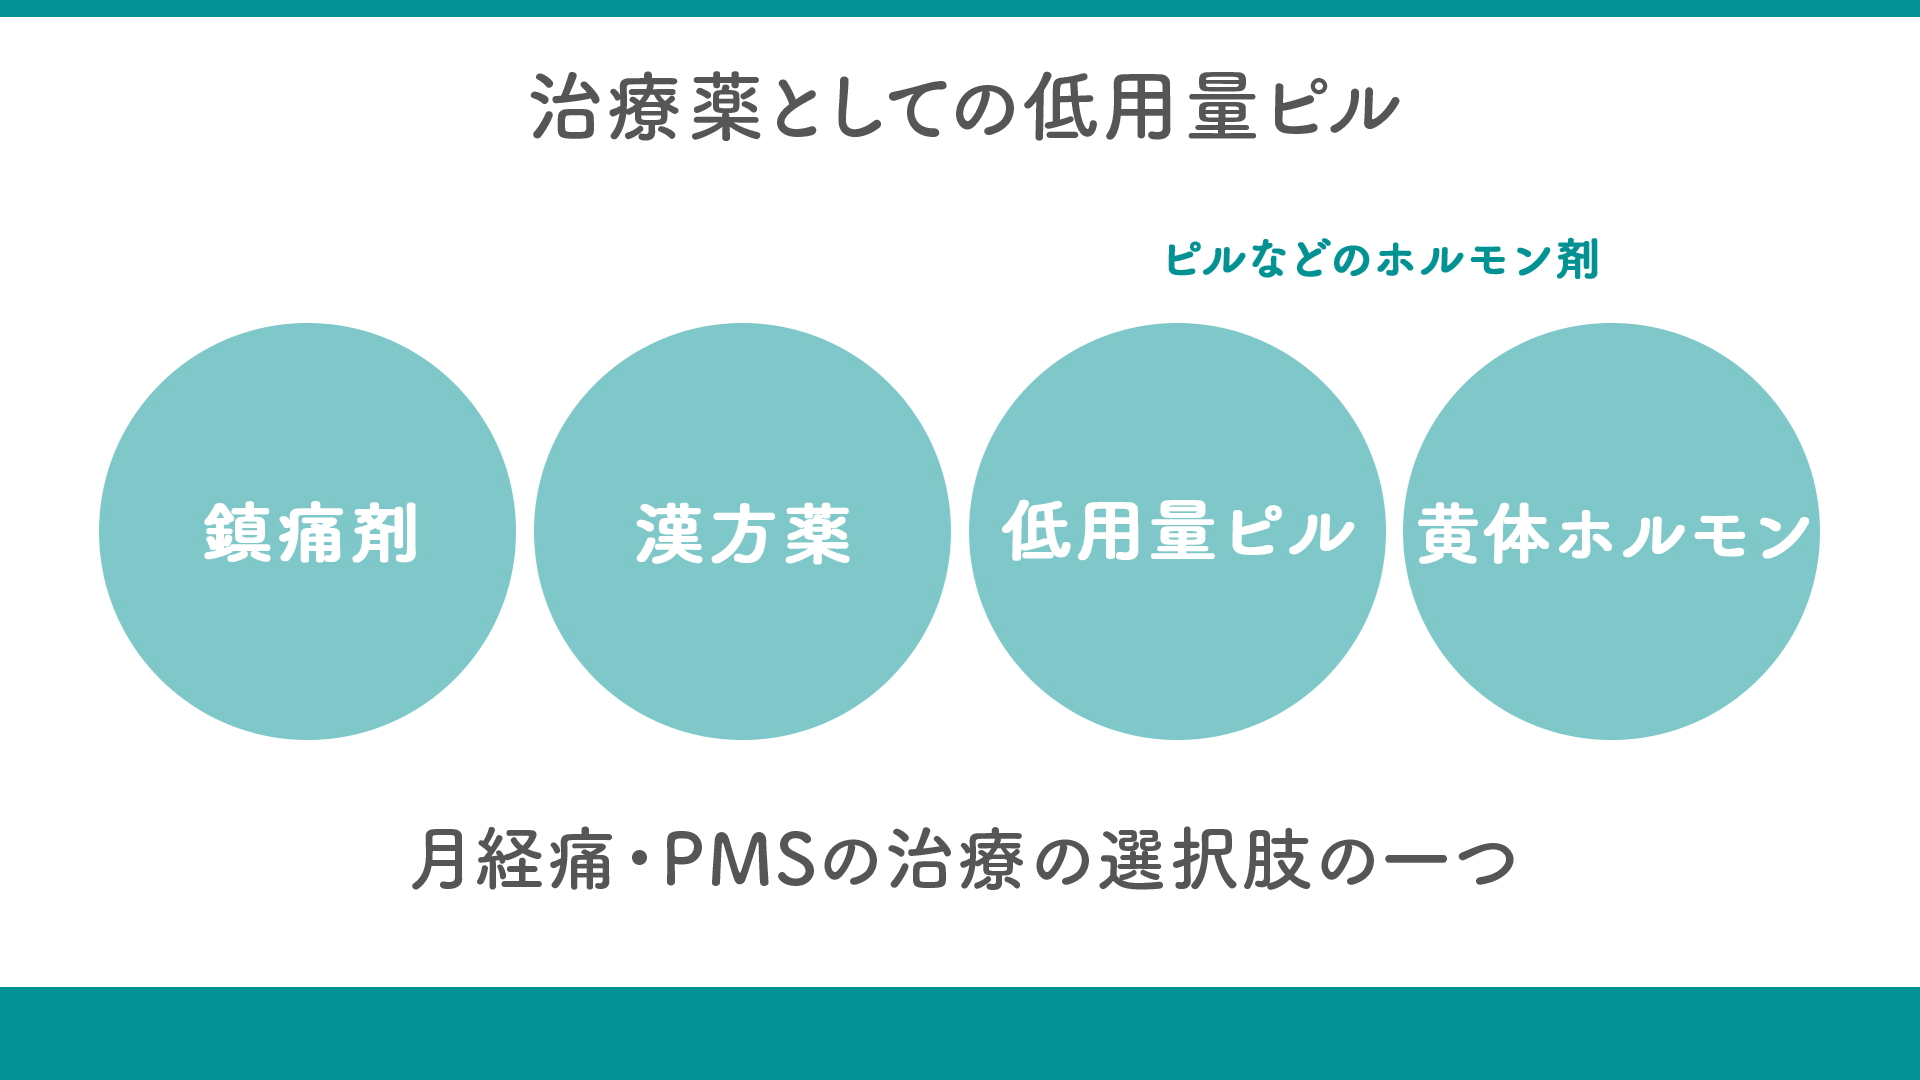 治療薬としての低用量ピル
ピルなどのホルモン剤
鎮痛剤
漢方薬
低用量ピル
黄体ホルモン
月経痛・PMSの治療の選択肢の一つ